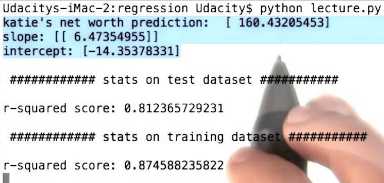 Udacitys-iMac-2:regression Udacity$ python lecture.py
katie's net worth prediction:  [ 160.43205453]
slope: [[ 6.47354955]]
intercept: [-14.35378331]
############ stats on test dataset ###########
r-squared score: 0.812365729231
############ stats on training dataset ###########
r-squared score: 0.874588235822